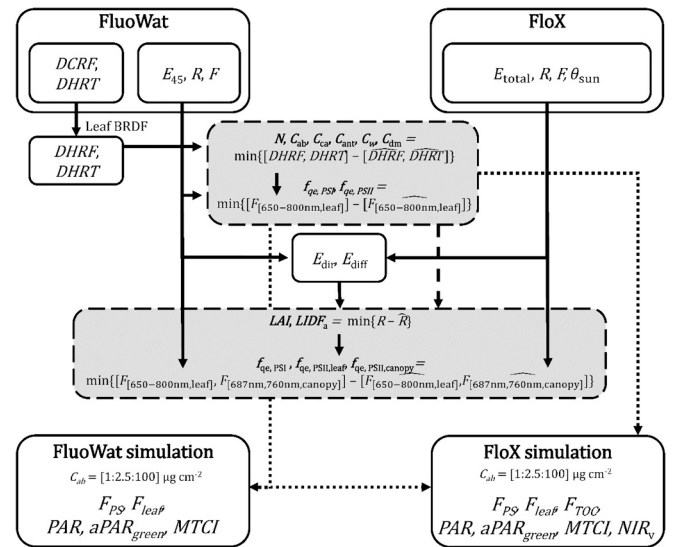 FluoWat
FloX
DCRF,
DHRT
E45, R, F
Etotal, R, F, θsun
Leaf BRDF
DHRF,
DHRT
N, Cab, Cca, Cant, Cw, Cdm =
min{[DHRF, DHRT] − [DHRF, DHRT]}
fqe, PSI, fqe, PSII =
min{[F[650−800nm,leaf]] − [F[650−800nm,leaf]]}
Edir, Ediff
LAI, LIDFa = min{R − R̂}
fqe, PSI , fqe, PSII,leaf, fqe, PSII,canopy=
min{[F[650−800nm,leaf], F[687nm,760nm,canopy]] − [F[650−800nm,leaf],F[687nm,760nm,canopy]]}
FluoWat simulation
Cab = [1:2.5:100] μg cm-2
FPS, Fleaf,
PAR, aPARgreen, MTCI
FloX simulation
Cab = [1:2.5:100] μg cm-2
FPS, Fleaf, FTOC
PAR, aPARgreen, MTCI, NIRv